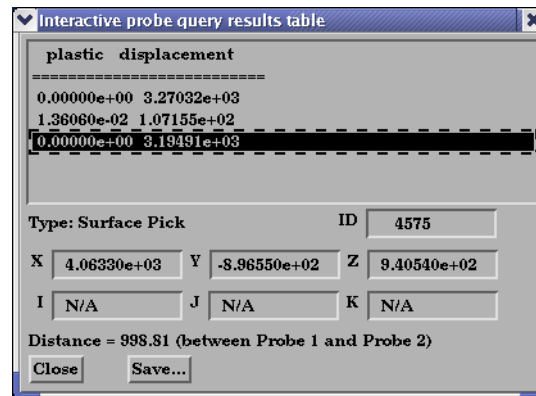 Interactive probe query results table
plastic displacement
==========================
0.00000e+00 3.27032e+03
1.36060e-02 1.07155e+02
0.00000e+00 3.19491e+03
Type: Surface Pick ID 4575
X 4.06330e+03 Y -8.96550e+02 Z 9.40540e+02
I N/A J N/A K N/A
Distance = 998.81 (between Probe 1 and Probe 2)
Close Save...